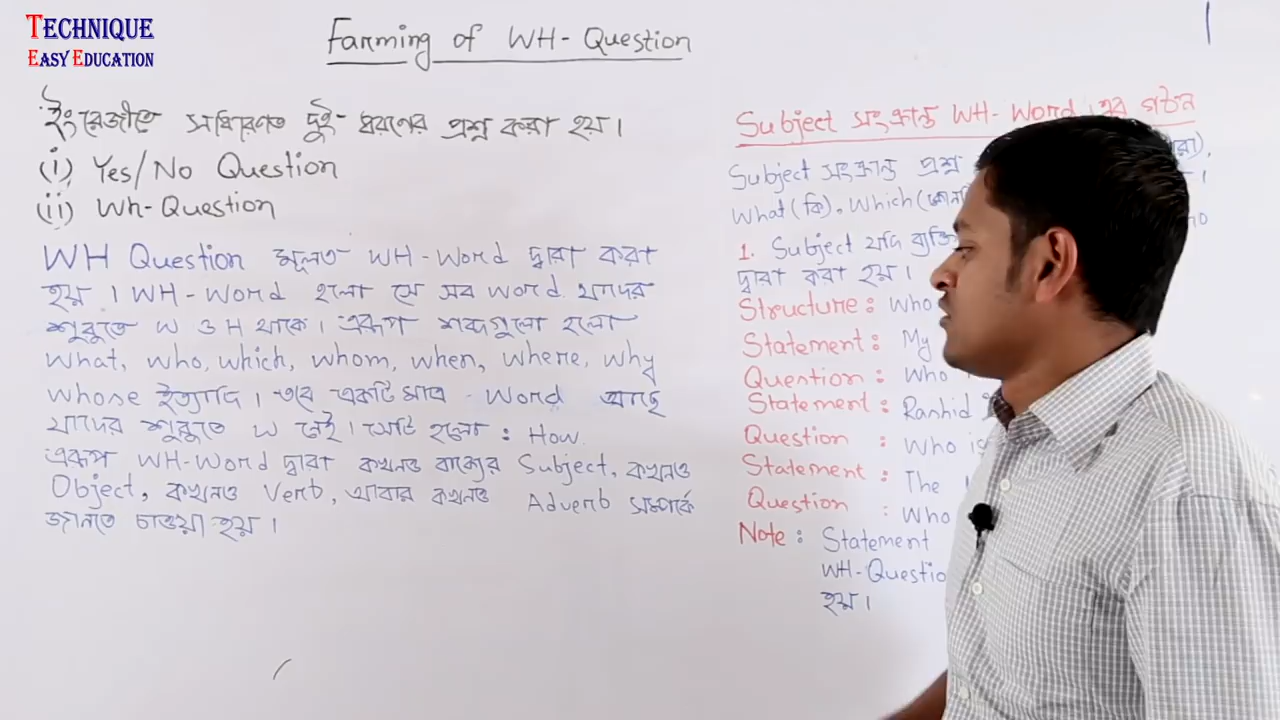 TECHNIQUE
EASY EDUCATION
Farming of WH-Question
ইংরেজীতে সাধারণত দুই- ধরণের প্রশ্ন করা হয়।
(i) Yes/No Question
(ii) Wh-Question
WH Question মূলত WH-Word দ্বারা করা
হয়। WH-Word হলো সে সব word যাদের
শুরুতে W ও H থাকে। এরূপ শব্দগুলো হলো
What, who, which, whom, when, where, why
whose ইত্যাদি। তবে একটি মাত্র - Word আছে
যাদের শুরুতে W নেই। সেটি হলো : How.
এরূপ WH-Word দ্বারা কখনও বাক্যের Subject, কখনও
Object, কখনও Verb, আবার কখনও Adverb সম্পর্কে
জানতে চাওয়া হয়।
Subject সংক্রান্ত WH-Word এর গঠন
Subject সংক্রান্ত প্রশ্ন
What (কি), Which
1. Subject যদি
দ্বারা করা হয়।
Structure : Who
Statement : My
Question : Who
Statement : Rashid
Question : Who is
Statement : The
Question : Who
Note : Statement
WH-Questio
হয়।